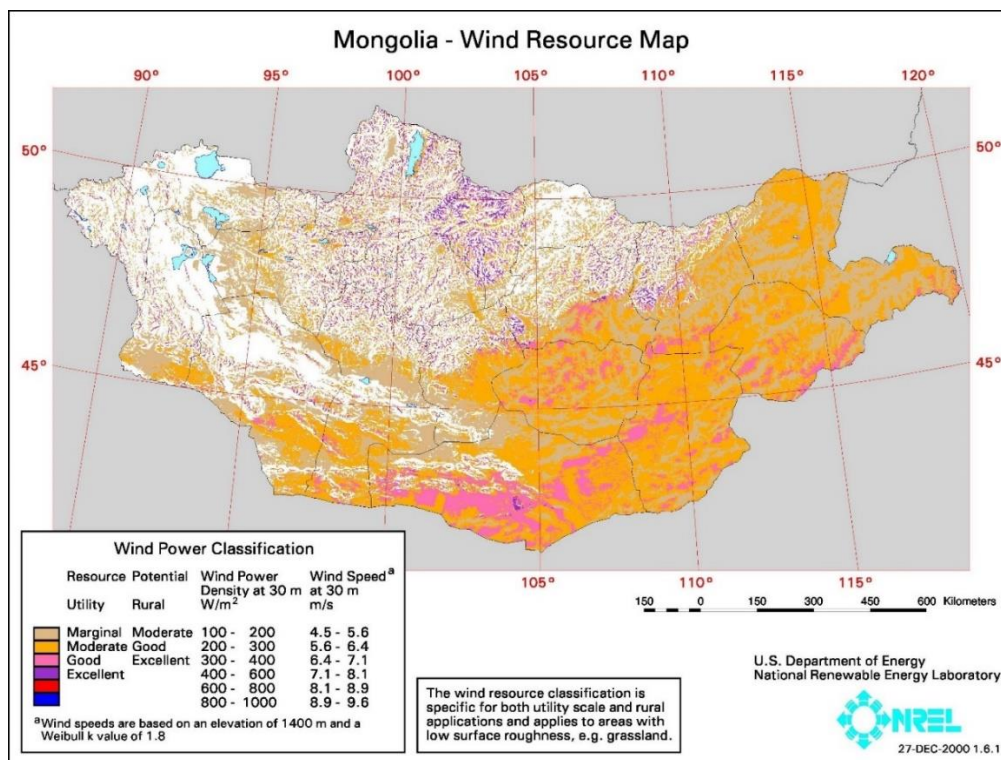 Mongolia - Wind Resource Map
90° 95° 100° 105° 110° 115° 120°
50° 50°
45° 45°
105° 110° 115°
Wind Power Classification
Resource Potential Wind Power Wind Speed a
Density at 30 m at 30 m
Utility Rural W/m² m/s
Marginal Moderate 100 - 200 4.5 - 5.6
Moderate Good 200 - 300 5.6 - 6.4
Good Excellent 300 - 400 6.4 - 7.1
Excellent 400 - 600 7.1 - 8.1
600 - 800 8.1 - 8.9
800 - 1000 8.9 - 9.6
a Wind speeds are based on an elevation of 1400 m and a
Weibull k value of 1.8
The wind resource classification is
specific for both utility scale and rural
applications and applies to areas with
low surface roughness, e.g. grassland.
150 0 150 300 450 600 Kilometers
U.S. Department of Energy
National Renewable Energy Laboratory
NREL
27-DEC-2000 1.6.1